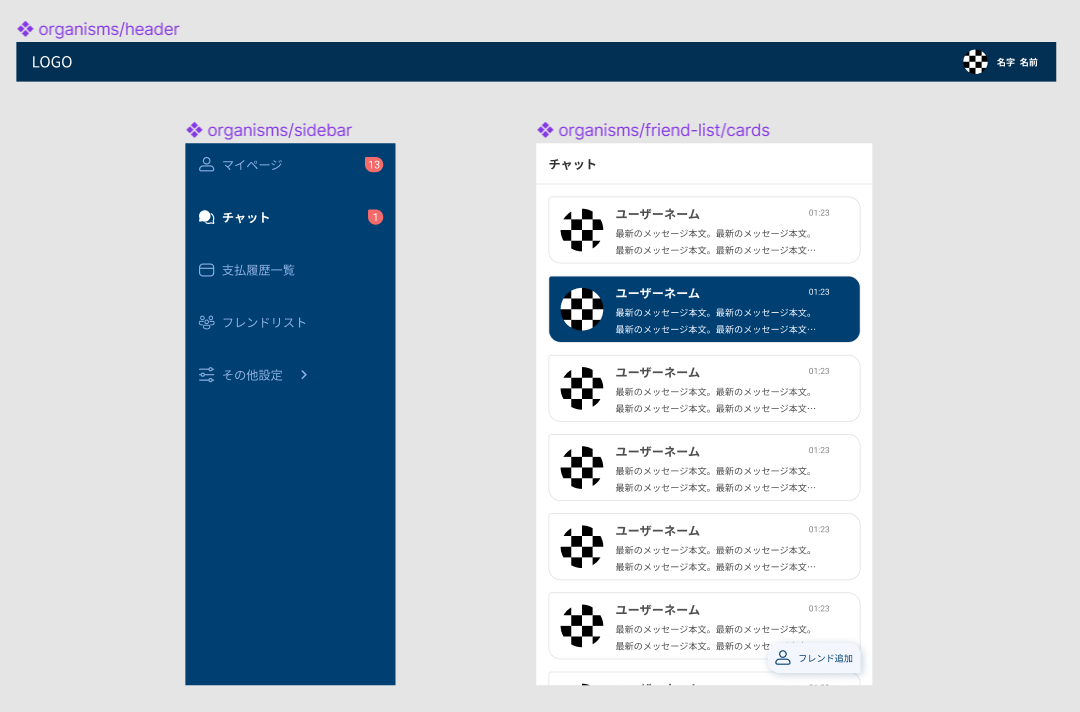 organisms/header
LOGO
名字 名前
organisms/sidebar
マイページ
13
チャット
1
支払履歴一覧
フレンドリスト
その他設定
organisms/friend-list/cards
チャット
ユーザーネーム
01:23
最新のメッセージ本文。最新のメッセージ本文。
最新のメッセージ本文。最新のメッセージ本文…
ユーザーネーム
01:23
最新のメッセージ本文。最新のメッセージ本文。
最新のメッセージ本文。最新のメッセージ本文…
ユーザーネーム
01:23
最新のメッセージ本文。最新のメッセージ本文。
最新のメッセージ本文。最新のメッセージ本文…
ユーザーネーム
01:23
最新のメッセージ本文。最新のメッセージ本文。
最新のメッセージ本文。最新のメッセージ本文…
ユーザーネーム
01:23
最新のメッセージ本文。最新のメッセージ本文。
最新のメッセージ本文。最新のメッセージ本文…
ユーザーネーム
01:23
最新のメッセージ本文。最新のメッセージ本文。
最新のメッセージ本文。最新のメッセー
フレンド追加